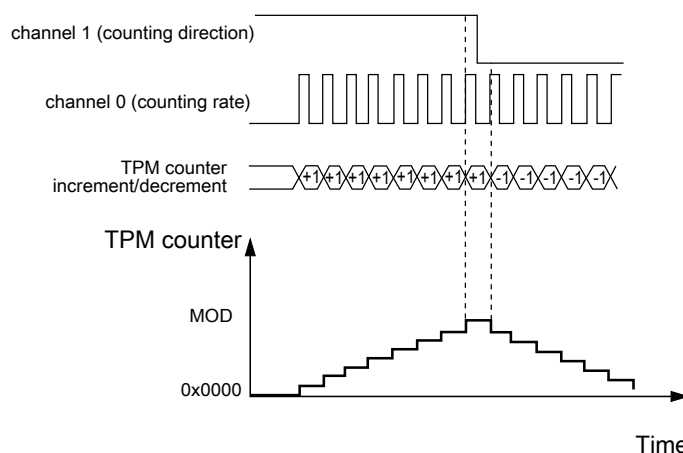 channel 1 (counting direction)
channel 0 (counting rate)
TPM counter
increment/decrement
+1 +1 +1 +1 +1 +1 +1 +1 -1 -1 -1 -1 -1
TPM counter
MOD
0x0000
Time